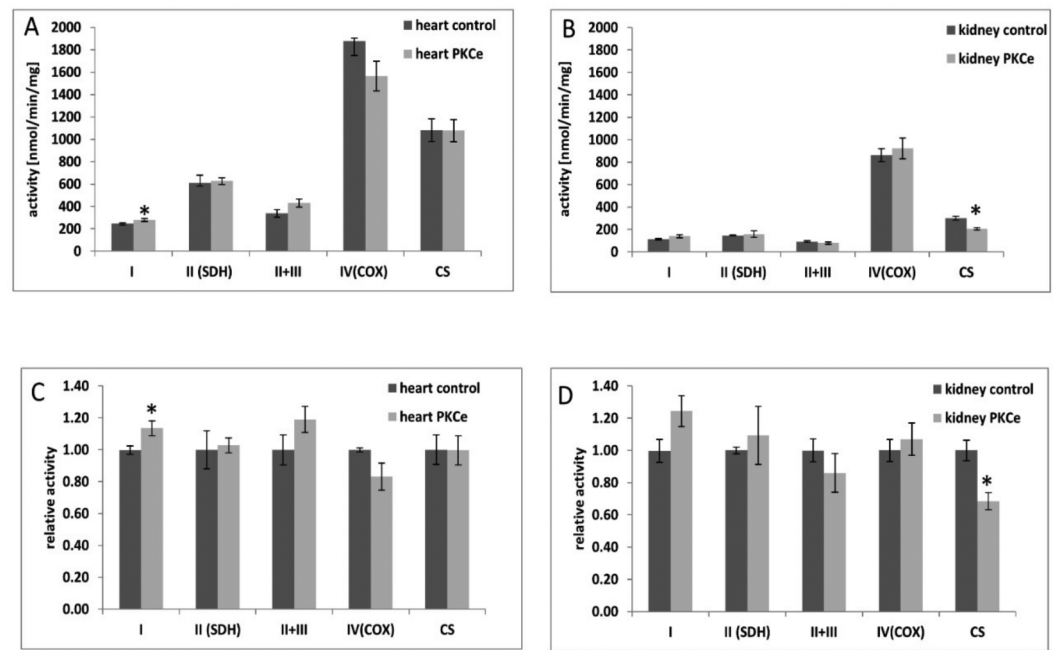 A
heart control
heart PKCe
activity [nmol/min/mg]
2000
1800
1600
1400
1200
1000
800
600
400
200
0
*
I
II (SDH)
II+III
IV(COX)
CS
B
kidney control
kidney PKCe
activity [nmol/min/mg]
2000
1800
1600
1400
1200
1000
800
600
400
200
0
*
I
II (SDH)
II+III
IV(COX)
CS
C
heart control
heart PKCe
relative activity
1.40
1.20
1.00
0.80
0.60
0.40
0.20
0.00
*
I
II (SDH)
II+III
IV(COX)
CS
D
kidney control
kidney PKCe
relative activity
1.40
1.20
1.00
0.80
0.60
0.40
0.20
0.00
*
I
II (SDH)
II+III
IV(COX)
CS